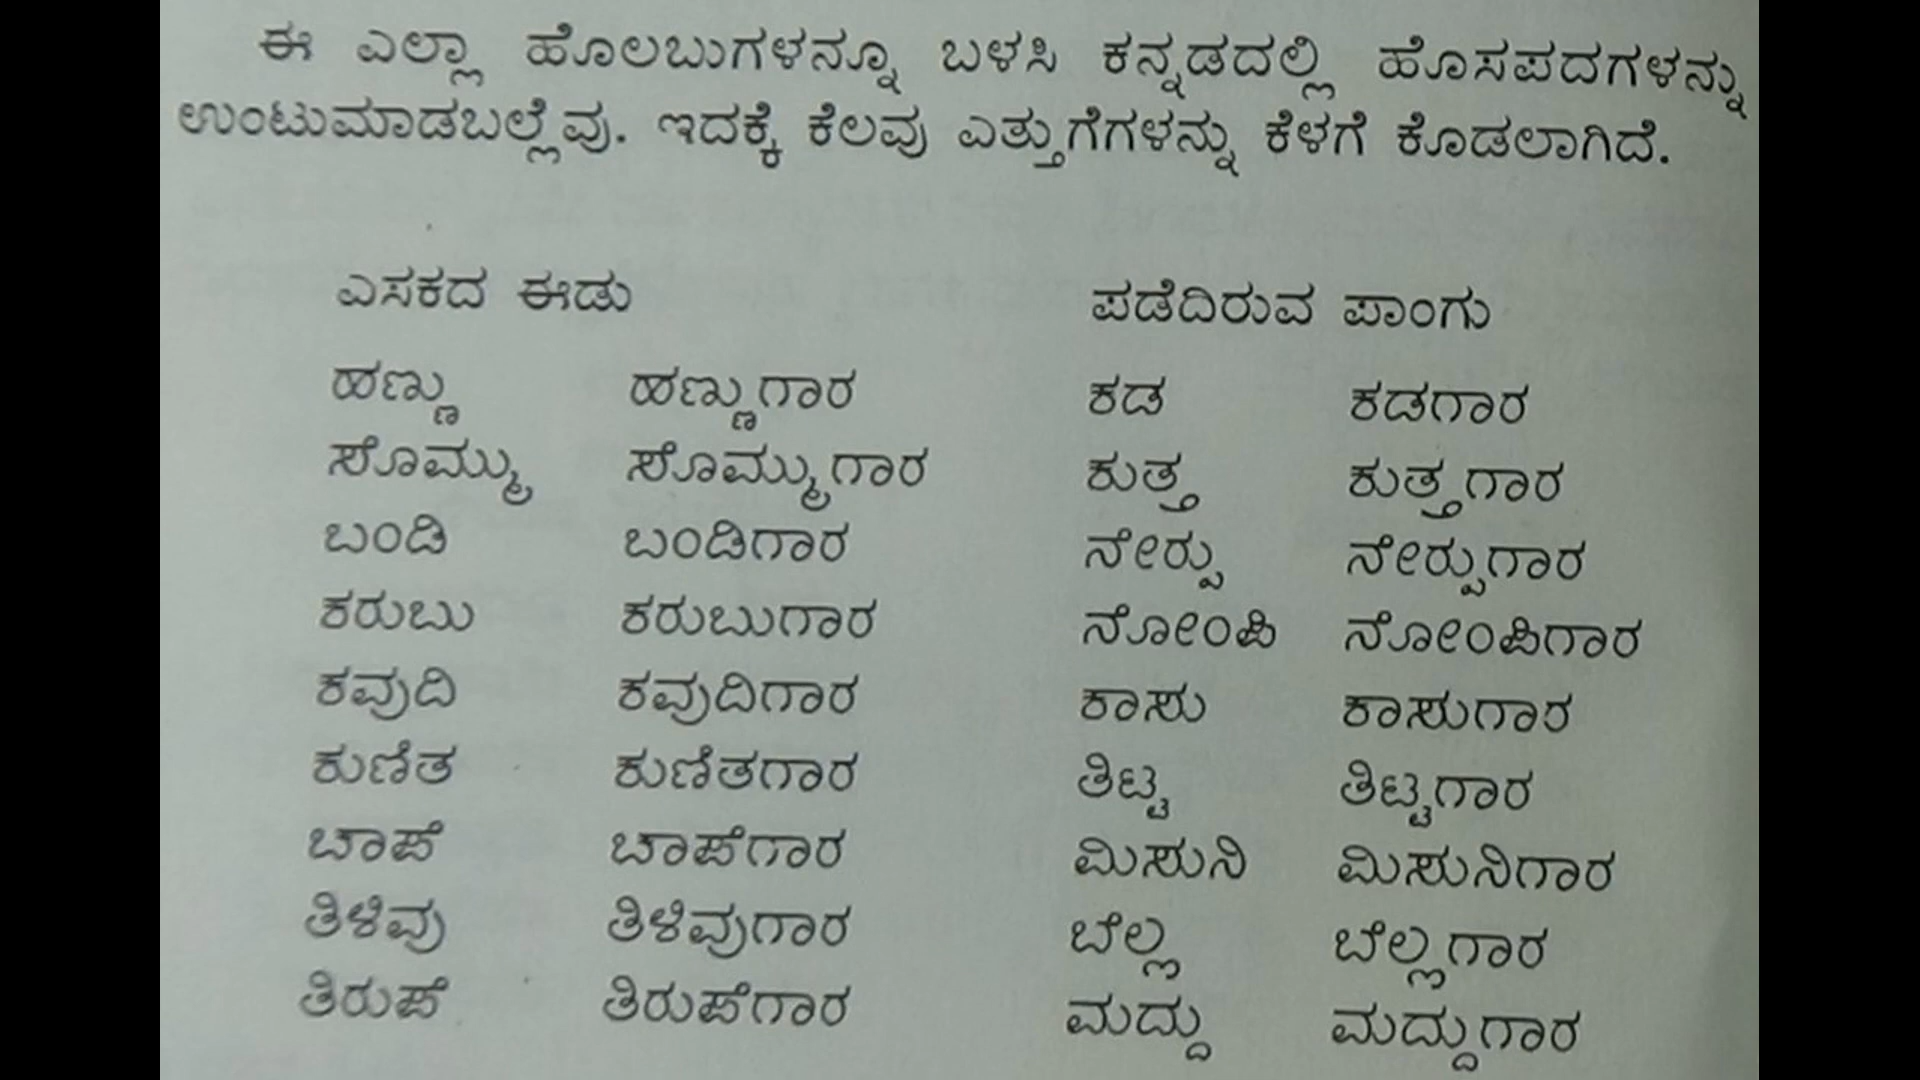 ಈ ಎಲ್ಲಾ ಹೊಲಬುಗಳನ್ನೂ ಬಳಸಿ ಕನ್ನಡದಲ್ಲಿ ಹೊಸಪದಗಳನ್ನು
ಉಂಟುಮಾಡಬಲ್ಲೆವು. ಇದಕ್ಕೆ ಕೆಲವು ಎತ್ತುಗೆಗಳನ್ನು ಕೆಳಗೆ ಕೊಡಲಾಗಿದೆ.
ಎಸಕದ ಈಡು ಪಡೆದಿರುವ ಪಾಂಗು
ಹಣ್ಣು ಹಣ್ಣುಗಾರ ಕಡ ಕಡಗಾರ
ಸೊಮ್ಮು ಸೊಮ್ಮುಗಾರ ಕುತ್ತ ಕುತ್ತಗಾರ
ಬಂಡಿ ಬಂಡಿಗಾರ ನೇರ‍್ಪು ನೇರ‍್ಪುಗಾರ
ಕರುಬು ಕರುಬುಗಾರ ನೋಂಪಿ ನೋಂಪಿಗಾರ
ಕವುದಿ ಕವುದಿಗಾರ ಕಾಸು ಕಾಸುಗಾರ
ಕುಣಿತ ಕುಣಿತಗಾರ ತಿಟ್ಟ ತಿಟ್ಟಗಾರ
ಚಾಪೆ ಚಾಪೆಗಾರ ಮಿಸುನಿ ಮಿಸುನಿಗಾರ
ತಿಳಿವು ತಿಳಿವುಗಾರ ಬೆಲ್ಲ ಬೆಲ್ಲಗಾರ
ತಿರುಪೆ ತಿರುಪೆಗಾರ ಮದ್ದು ಮದ್ದುಗಾರ